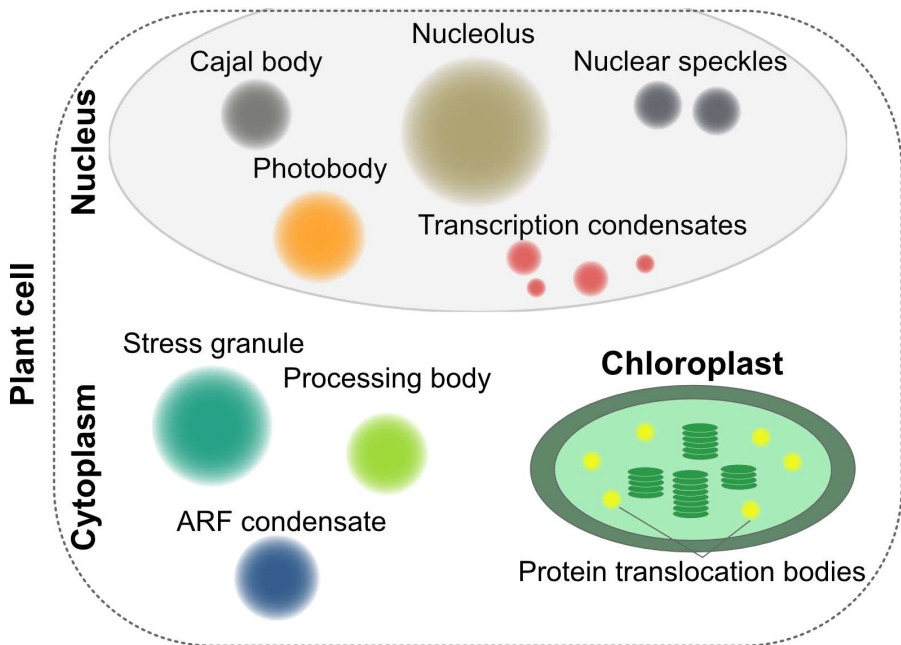 Plant cell
Nucleus
Nucleolus
Cajal body
Nuclear speckles
Photobody
Transcription condensates
Cytoplasm
Stress granule
Processing body
ARF condensate
Chloroplast
Protein translocation bodies